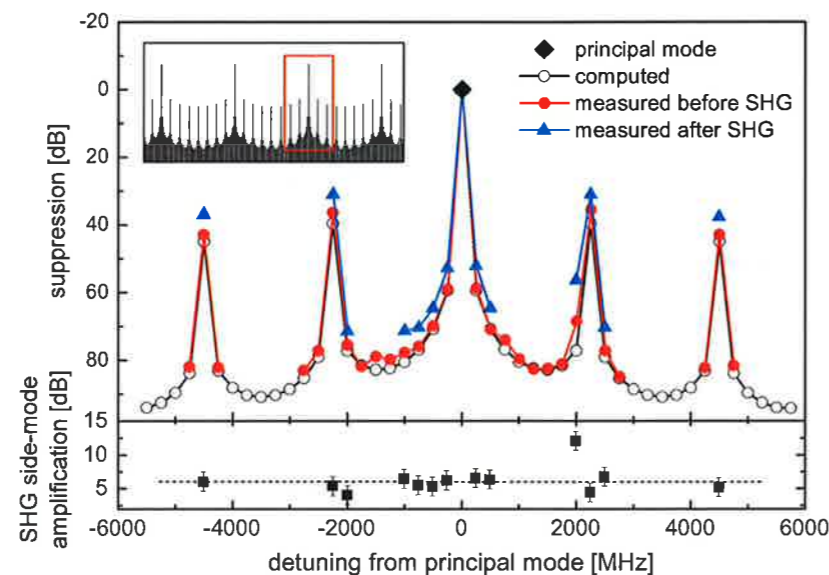 -20
0
20
40
60
80
suppression [dB]
principal mode
computed
measured before SHG
measured after SHG
15
10
5
SHG side-mode
amplification [dB]
-6000 -4000 -2000 0 2000 4000 6000
detuning from principal mode [MHz]